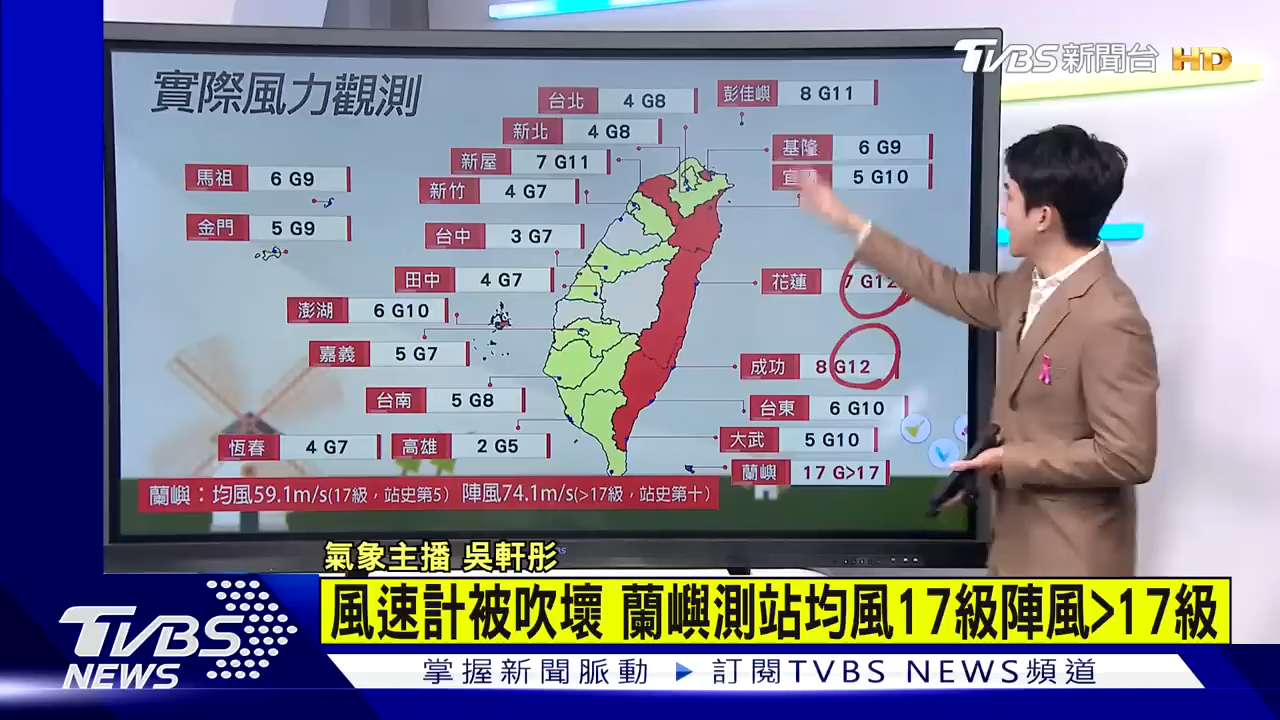 TVBS新聞台 HD
實際風力觀測
台北 4 G8
彭佳嶼 8 G11
新北 4 G8
基隆 6 G9
新屋 7 G11
宜 5 G10
馬祖 6 G9
新竹 4 G7
金門 5 G9
台中 3 G7
田中 4 G7
花蓮 7 G12
澎湖 6 G10
嘉義 5 G7
成功 8 G12
台南 5 G8
台東 6 G10
恆春 4 G7
高雄 2 G5
大武 5 G10
蘭嶼 17 G>17
蘭嶼：均風59.1m/s(17級，站史第5) 陣風74.1m/s(>17級，站史第十)
氣象主播 吳軒彤
風速計被吹壞 蘭嶼測站均風17級陣風>17級
TVBS NEWS
掌握新聞脈動 ▶ 訂閱TVBS NEWS頻道